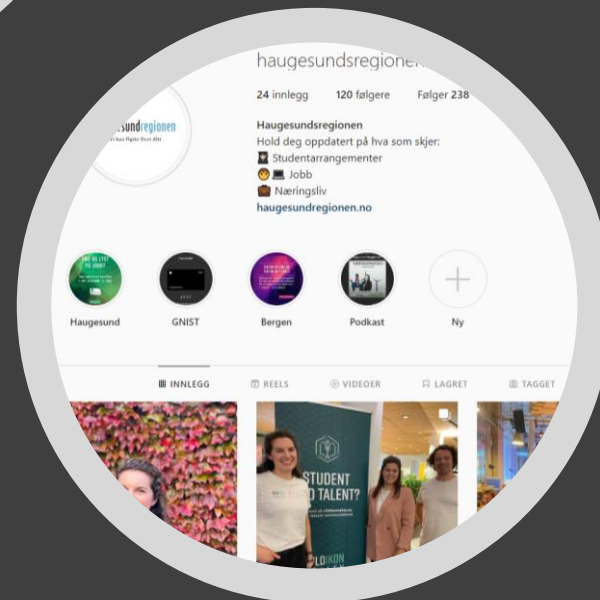 haugesundsregionen
24 innlegg 120 følgere Følger 238
sundregionen
Haugesundsregionen
Hold deg oppdatert på hva som skjer:
Studentarrangementer
Jobb
Næringsliv
haugesundregionen.no
Haugesund GNIST Bergen Podkast Ny
INNLEGG REELS VIDEOER LAGRET TAGGET
STUDENT
TALENT?